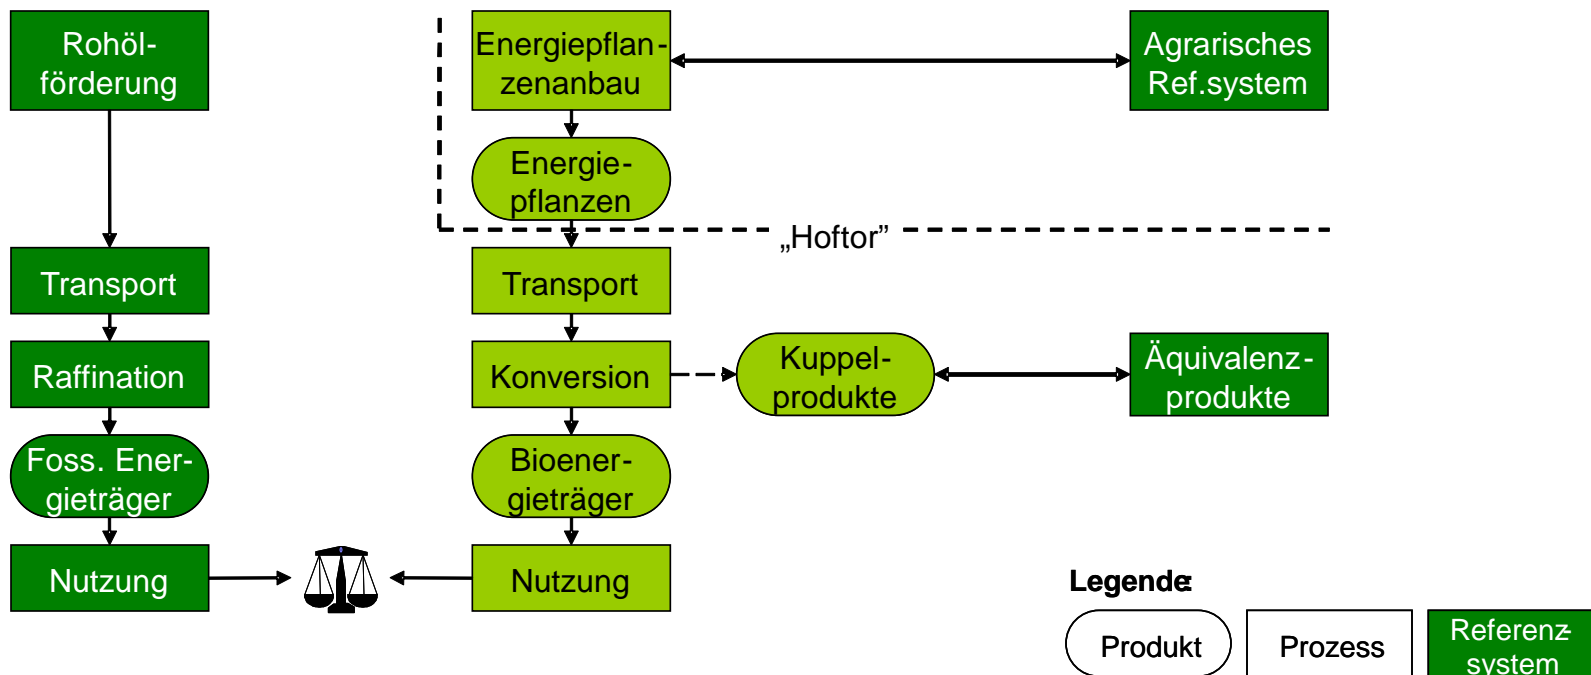 Rohöl-
förderung
Energiepflan-
zenanbau
Agrarisches
Ref.system
Energie-
pflanzen
„Hoftor”
Transport
Transport
Raffination
Konversion
Kuppel-
produkte
Äquivalenz-
produkte
Foss. Ener-
gieträger
Bioener-
gieträger
Nutzung
Nutzung
Legende:
Produkt
Prozess
Referenz-
system